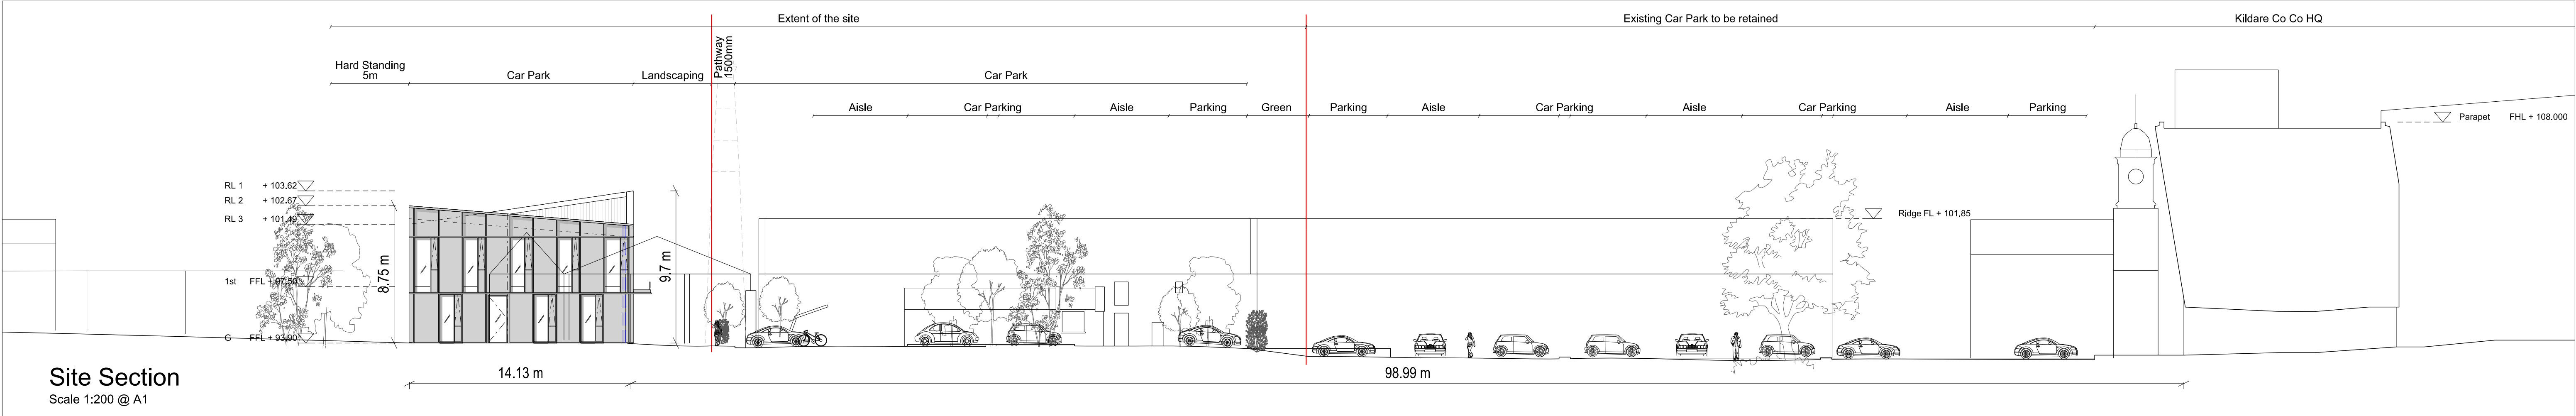 Extent of the site
Existing Car Park to be retained
Kildare Co Co HQ
Hard Standing
5m
Car Park
Landscaping
Pathway
1500mm
Car Park
Aisle
Car Parking
Aisle
Parking
Green
Parking
Aisle
Car Parking
Aisle
Car Parking
Aisle
Parking
Parapet FHL + 108.000
RL 1 + 103.62
RL 2 + 102.67
RL 3 + 101.49
Ridge FL + 101,85
8.75 m
9.7 m
1st FFL + 97.50
G FFL + 93.90
14.13 m
98.99 m
Site Section
Scale 1:200 @ A1